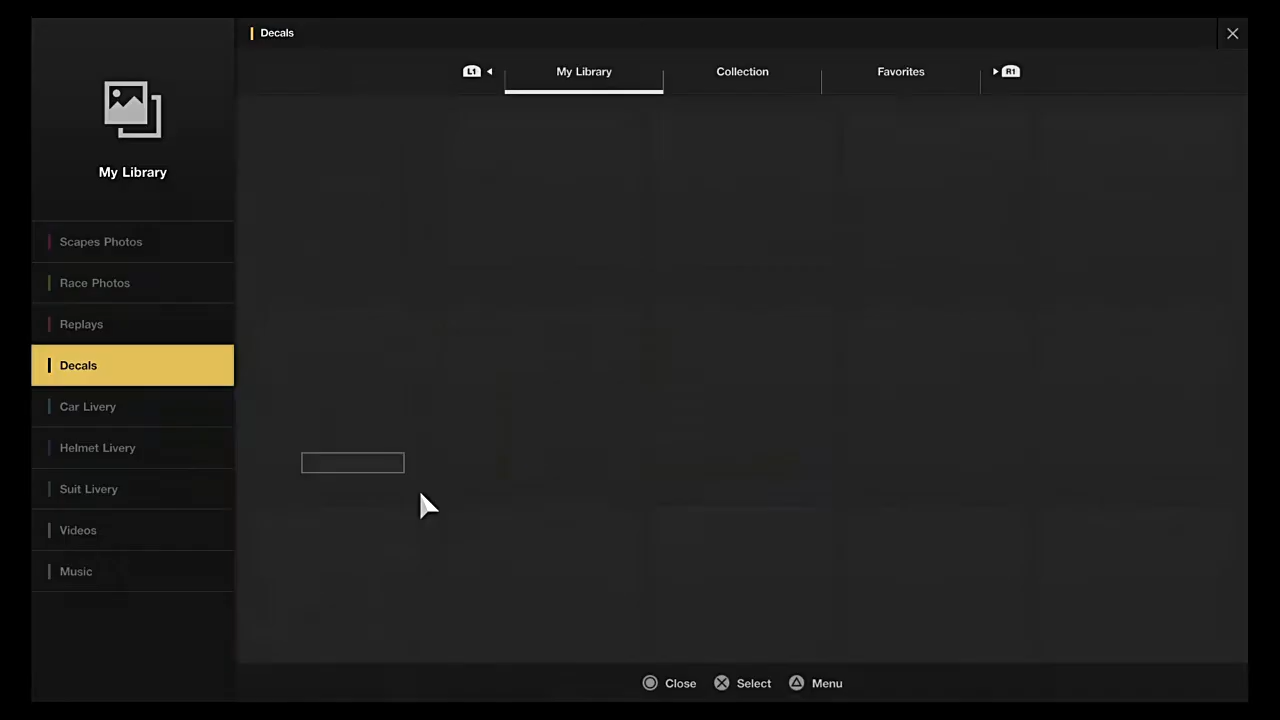 Decals
L1 My Library Collection Favorites R1
My Library
Scapes Photos
Race Photos
Replays
Decals
Car Livery
Helmet Livery
Suit Livery
Videos
Music
Close Select Menu